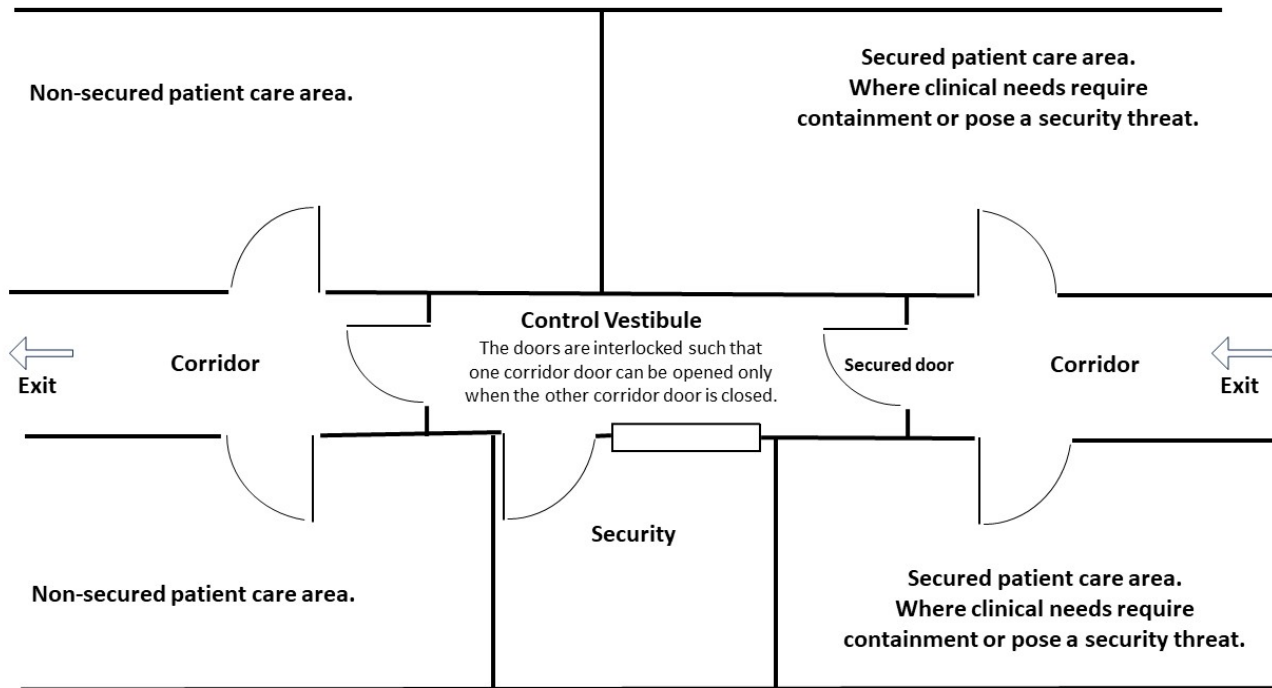 Non-secured patient care area.
Secured patient care area.
Where clinical needs require
containment or pose a security threat.
Control Vestibule
The doors are interlocked such that
one corridor door can be opened only
when the other corridor door is closed.
Corridor
Secured door
Corridor
Exit
Exit
Security
Non-secured patient care area.
Secured patient care area.
Where clinical needs require
containment or pose a security threat.